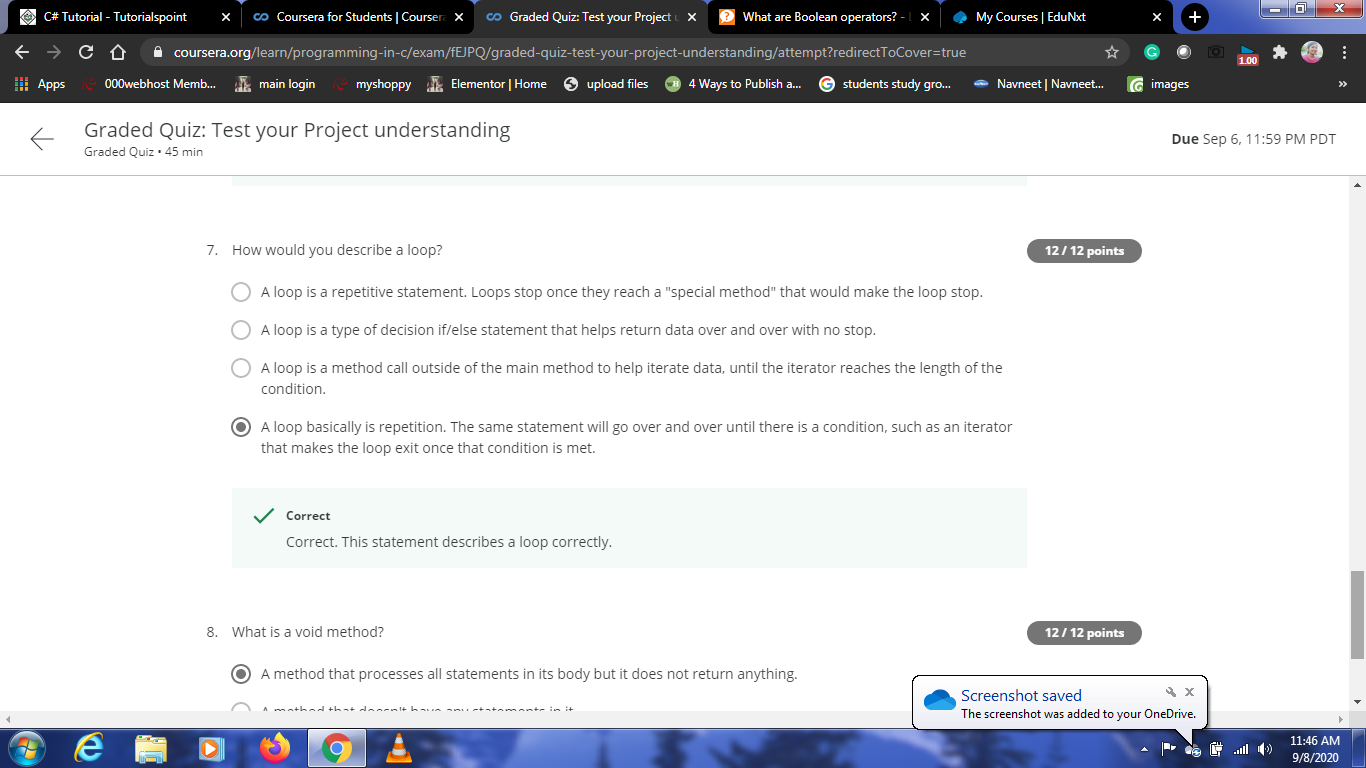 C# Tutorial - Tutorialspoint
Coursera for Students | Coursera
Graded Quiz: Test your Project u
What are Boolean operators? -
My Courses | EduNxt
coursera.org/learn/programming-in-c/exam/fEJPQ/graded-quiz-test-your-project-understanding/attempt?redirectToCover=true
1.00
Apps
000webhost Memb...
main login
myshoppy
Elementor | Home
upload files
4 Ways to Publish a...
students study gro...
Navneet | Navneet...
images
»
Graded Quiz: Test your Project understanding
Graded Quiz • 45 min
Due Sep 6, 11:59 PM PDT
7. How would you describe a loop?
12 / 12 points
A loop is a repetitive statement. Loops stop once they reach a "special method" that would make the loop stop.
A loop is a type of decision if/else statement that helps return data over and over with no stop.
A loop is a method call outside of the main method to help iterate data, until the iterator reaches the length of the
condition.
A loop basically is repetition. The same statement will go over and over until there is a condition, such as an iterator
that makes the loop exit once that condition is met.
Correct
Correct. This statement describes a loop correctly.
8. What is a void method?
12 / 12 points
A method that processes all statements in its body but it does not return anything.
A method that doesn't have any statements in it
Screenshot saved
The screenshot was added to your OneDrive.
11:46 AM
9/8/2020